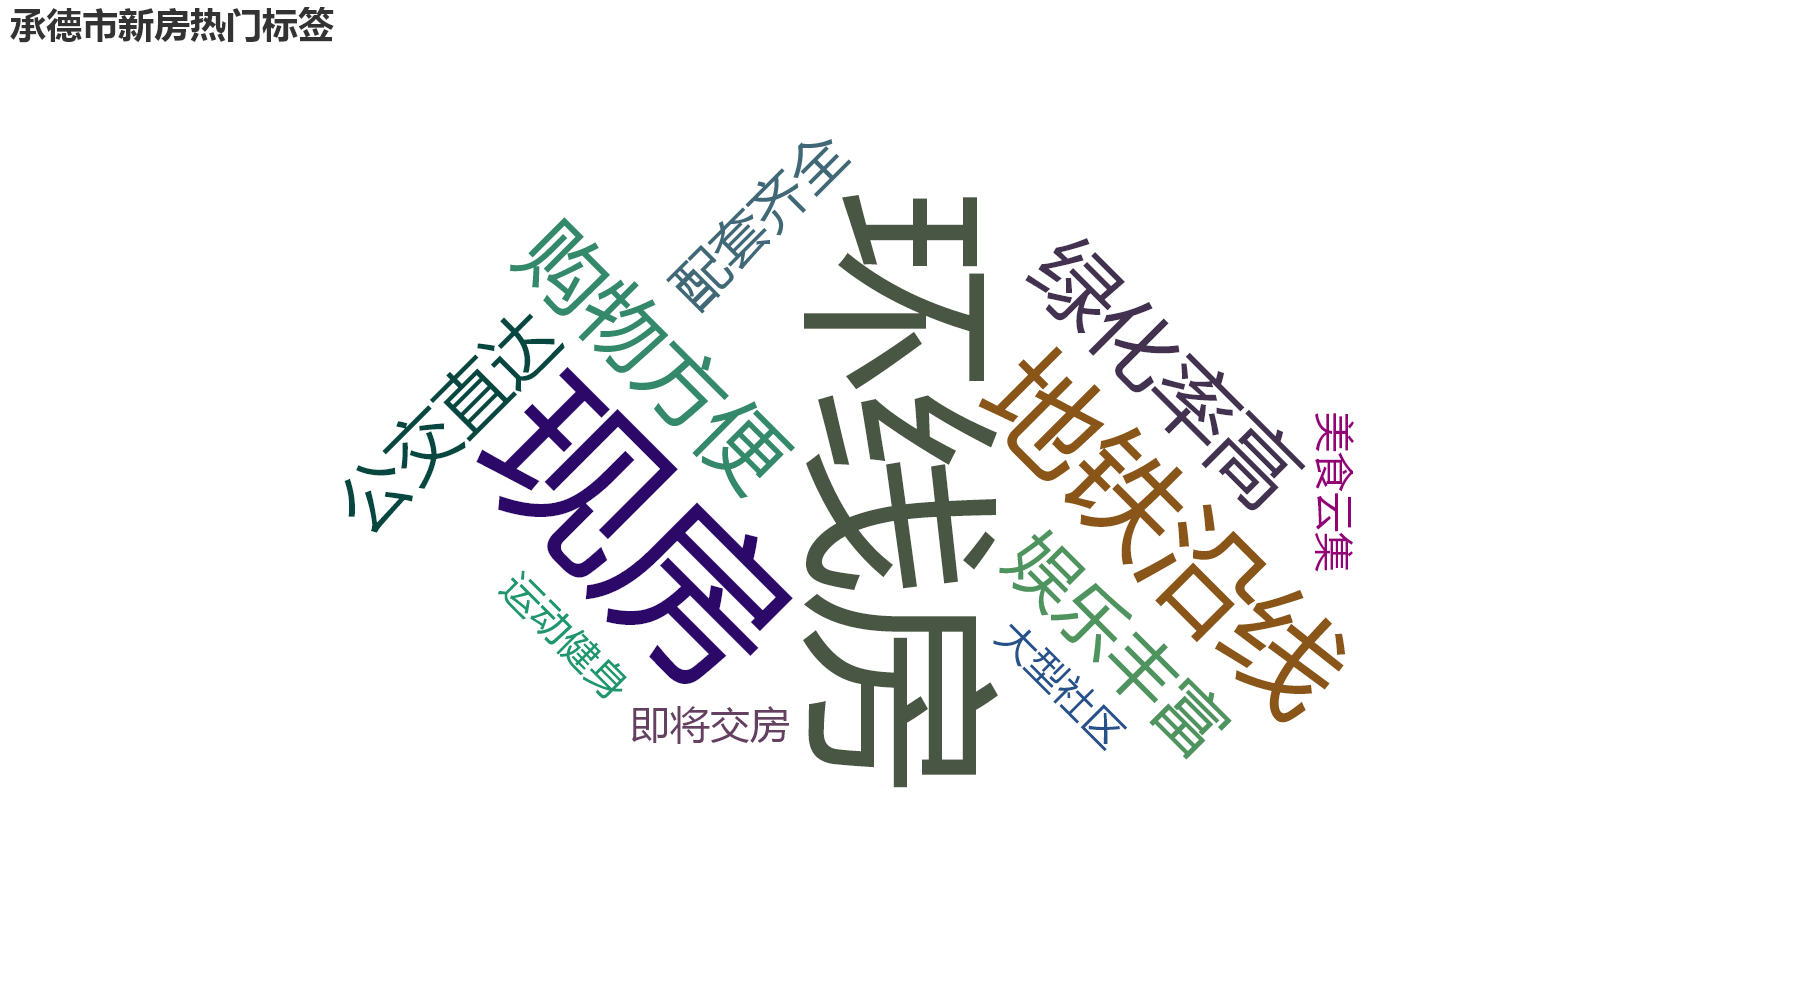 承德市新房热门标签
配套齐全
购物方便
环线房
绿化率高
公交直达
现房
地铁沿线
美食云集
娱乐丰富
运动健身
大型社区
即将交房